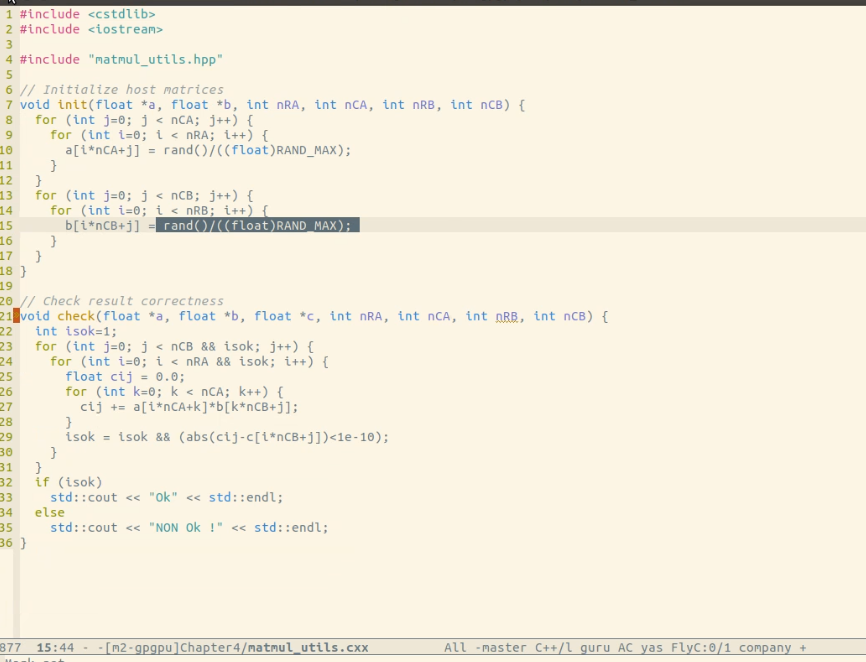 1 #include <cstdlib>
2 #include <iostream>
3
4 #include "matmul_utils.hpp"
5
6 // Initialize host matrices
7 void init(float *a, float *b, int nRA, int nCA, int nRB, int nCB) {
8   for (int j=0; j < nCA; j++) {
9     for (int i=0; i < nRA; i++) {
10       a[i*nCA+j] = rand()/((float)RAND_MAX);
11     }
12   }
13   for (int j=0; j < nCB; j++) {
14     for (int i=0; i < nRB; i++) {
15       b[i*nCB+j] = rand()/((float)RAND_MAX);
16     }
17   }
18 }
19
20 // Check result correctness
21 void check(float *a, float *b, float *c, int nRA, int nCA, int nRB, int nCB) {
22   int isok=1;
23   for (int j=0; j < nCB && isok; j++) {
24     for (int i=0; i < nRA && isok; i++) {
25       float cij = 0.0;
26       for (int k=0; k < nCA; k++) {
27         cij += a[i*nCA+k]*b[k*nCB+j];
28       }
29       isok = isok && (abs(cij-c[i*nCB+j])<1e-10);
30     }
31   }
32   if (isok)
33     std::cout << "Ok" << std::endl;
34   else
35     std::cout << "NON Ok !" << std::endl;
36 }
877 15:44 - -[m2-gpgpu]Chapter4/matmul_utils.cxx All -master C++/l guru AC yas FlyC:0/1 company +